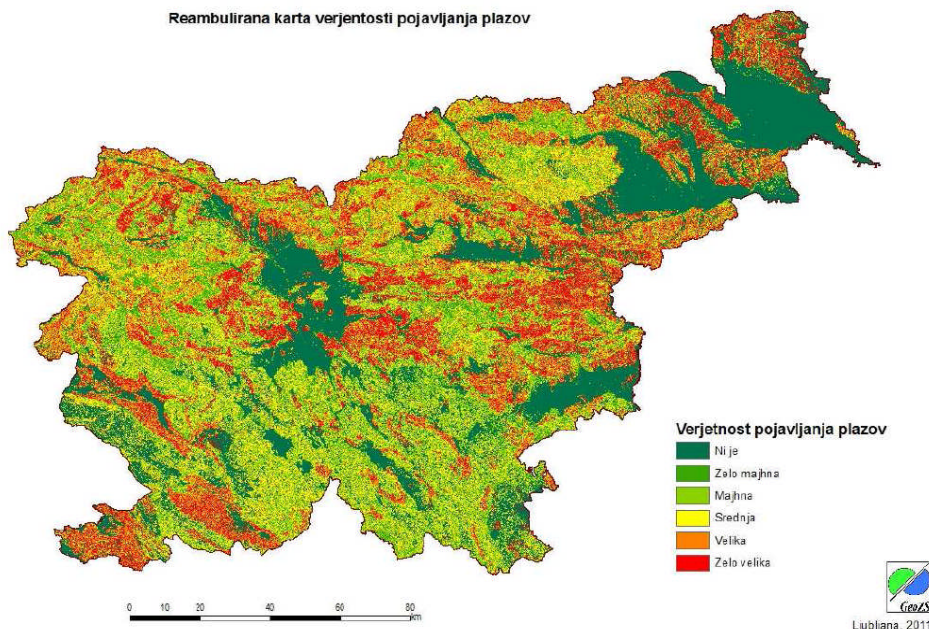 Reambulirana karta verjentosti pojavljanja plazov
Verjetnost pojavljanja plazov
Ni je
Zelo majhna
Majhna
Srednja
Velika
Zelo velika
0 10 20 40 60 80
km
GeoZS
Ljubljana, 2011